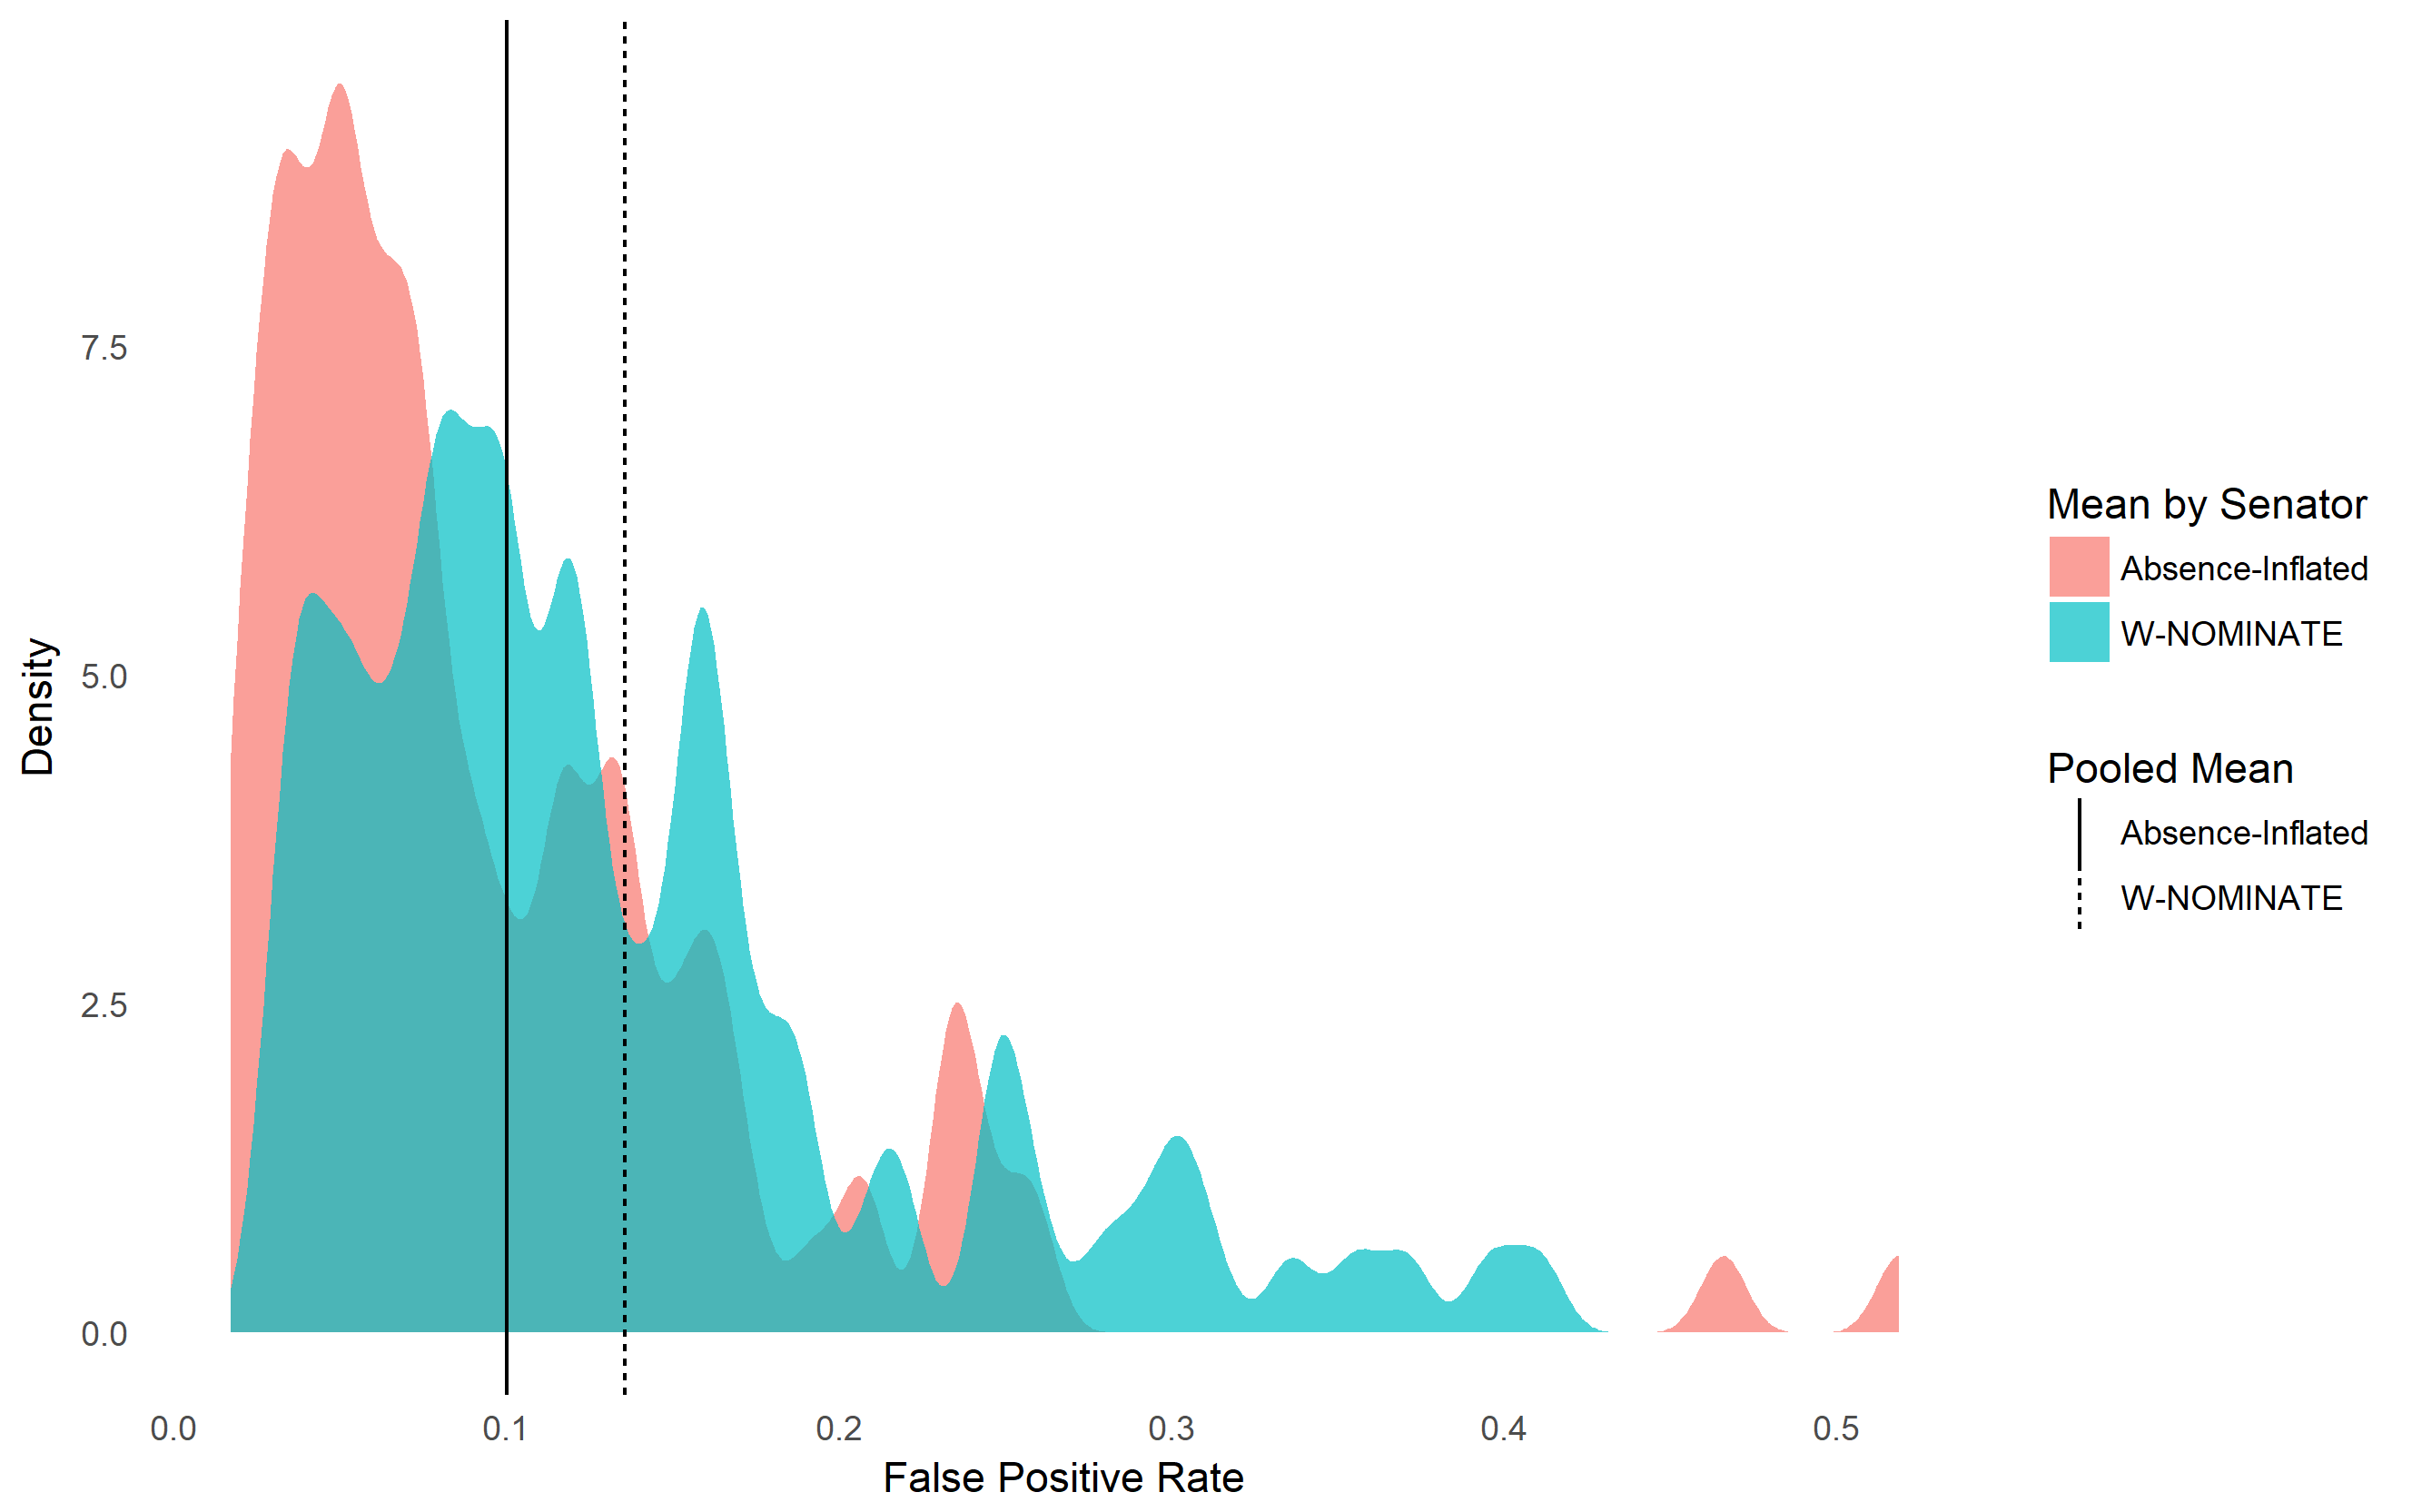 7.5
5.0
2.5
0.0
Density
0.0 0.1 0.2 0.3 0.4 0.5
False Positive Rate
Mean by Senator
Absence-Inflated
W-NOMINATE
Pooled Mean
Absence-Inflated
W-NOMINATE